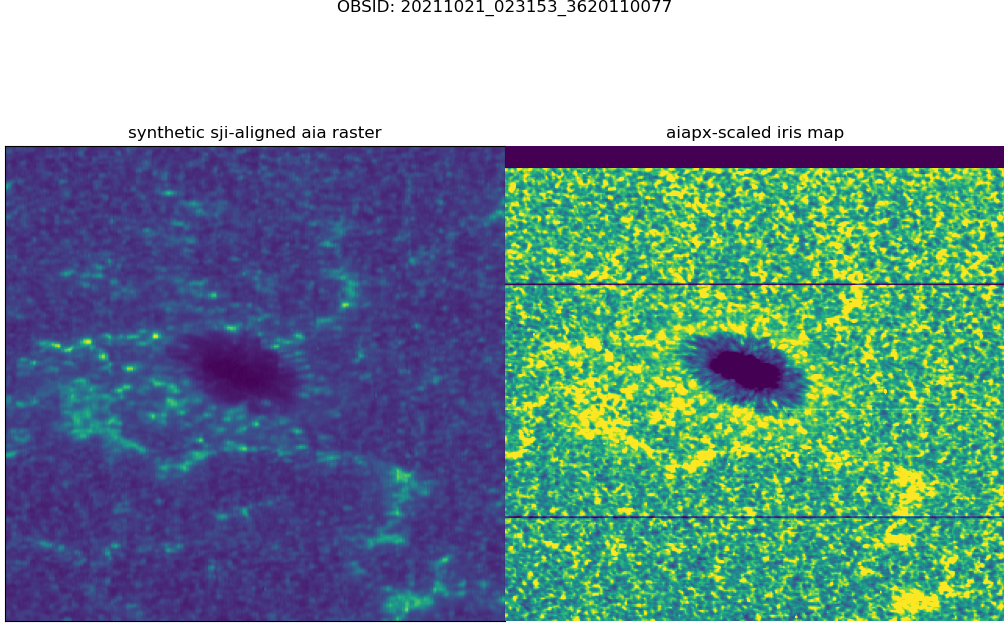 OBSID: 20211021_023153_3620110077
synthetic sji-aligned aia raster
aiapx-scaled iris map